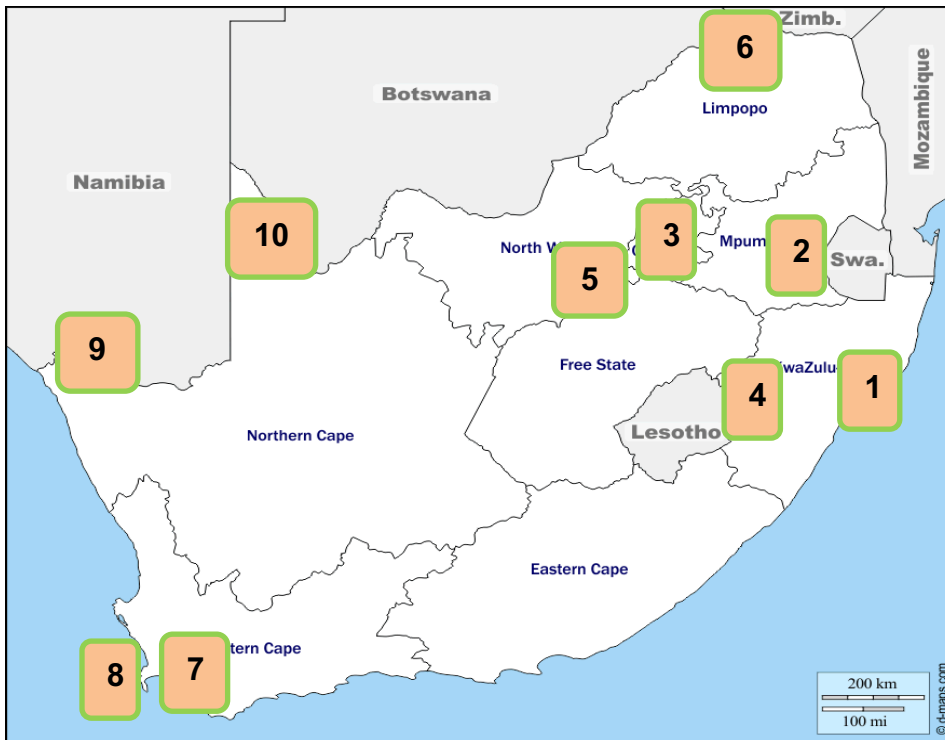 Zimb.
6
Botswana
Limpopo
Mozambique
Namibia
10
3
North W
Mpum
2
Swa.
5
9
Free State
4
waZulu-
1
Lesotho
Northern Cape
Eastern Cape
8
7
tern Cape
200 km
100 mi
© d-maps.com